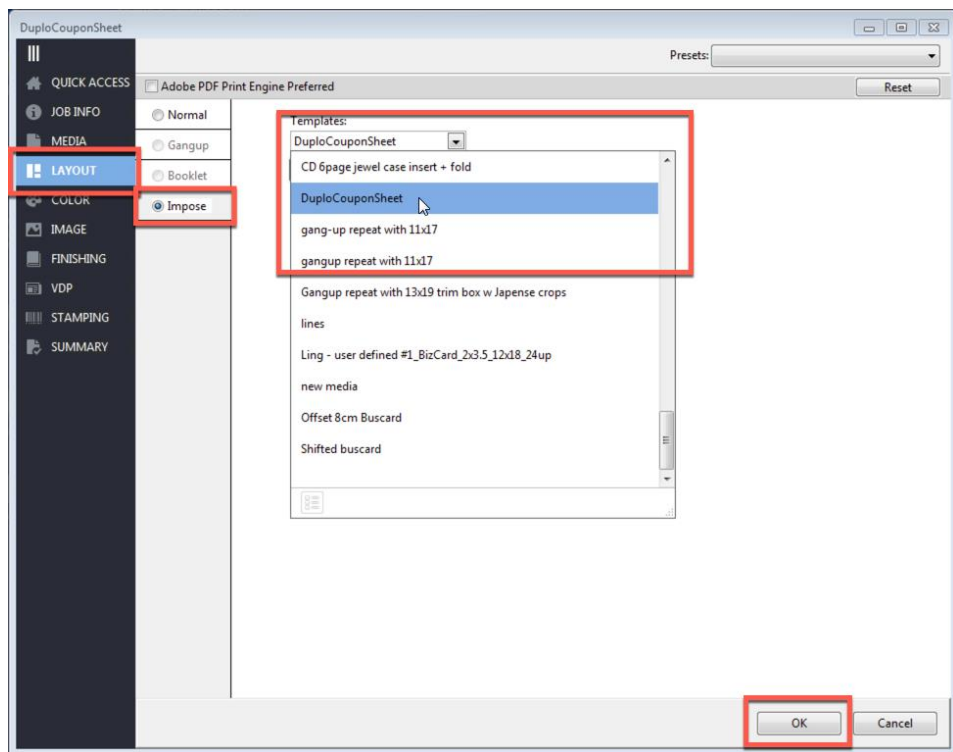 DuploCouponSheet
Presets:
QUICK ACCESS
Adobe PDF Print Engine Preferred
Reset
JOB INFO
Normal
Templates:
MEDIA
Gangup
DuploCouponSheet
LAYOUT
Booklet
CD 6page jewel case insert + fold
COLOR
Impose
DuploCouponSheet
IMAGE
gang-up repeat with 11x17
FINISHING
gangup repeat with 11x17
VDP
Gangup repeat with 13x19 trim box w Japense crops
STAMPING
lines
SUMMARY
Ling - user defined #1_BizCard_2x3.5_12x18_24up
new media
Offset 8cm Buscard
Shifted buscard
OK
Cancel